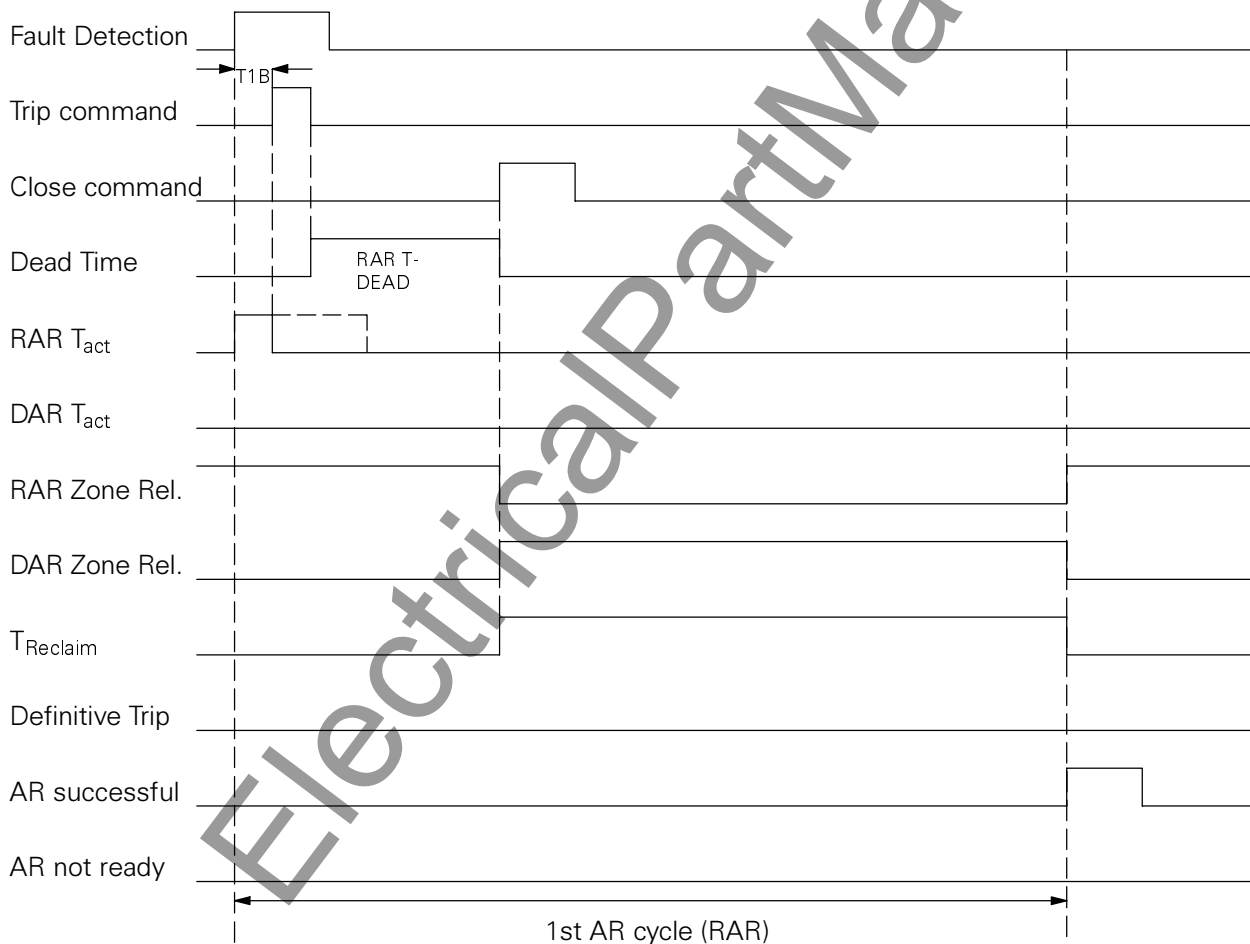 Fault Detection
T1B
Trip command
Close command
Dead Time
RAR T-
DEAD
RAR Tact
DAR Tact
RAR Zone Rel.
DAR Zone Rel.
TReclaim
Definitive Trip
AR successful
AR not ready
1st AR cycle (RAR)
ElectricalPartMa